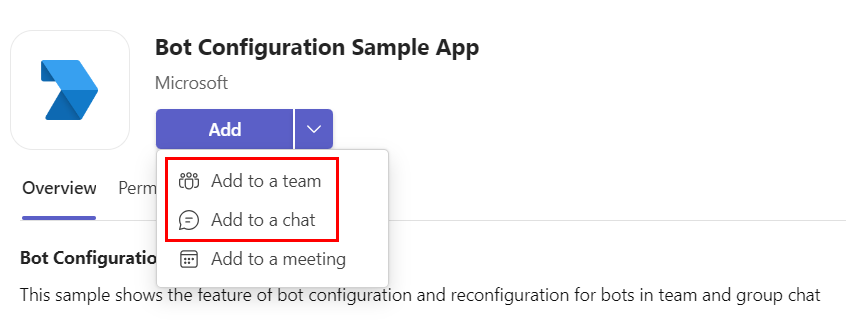 Bot Configuration Sample App
Microsoft
Add
Add to a team
Add to a chat
Add to a meeting
Overview
Perm
Bot Configuratio
This sample shows the feature of bot configuration and reconfiguration for bots in team and group chat